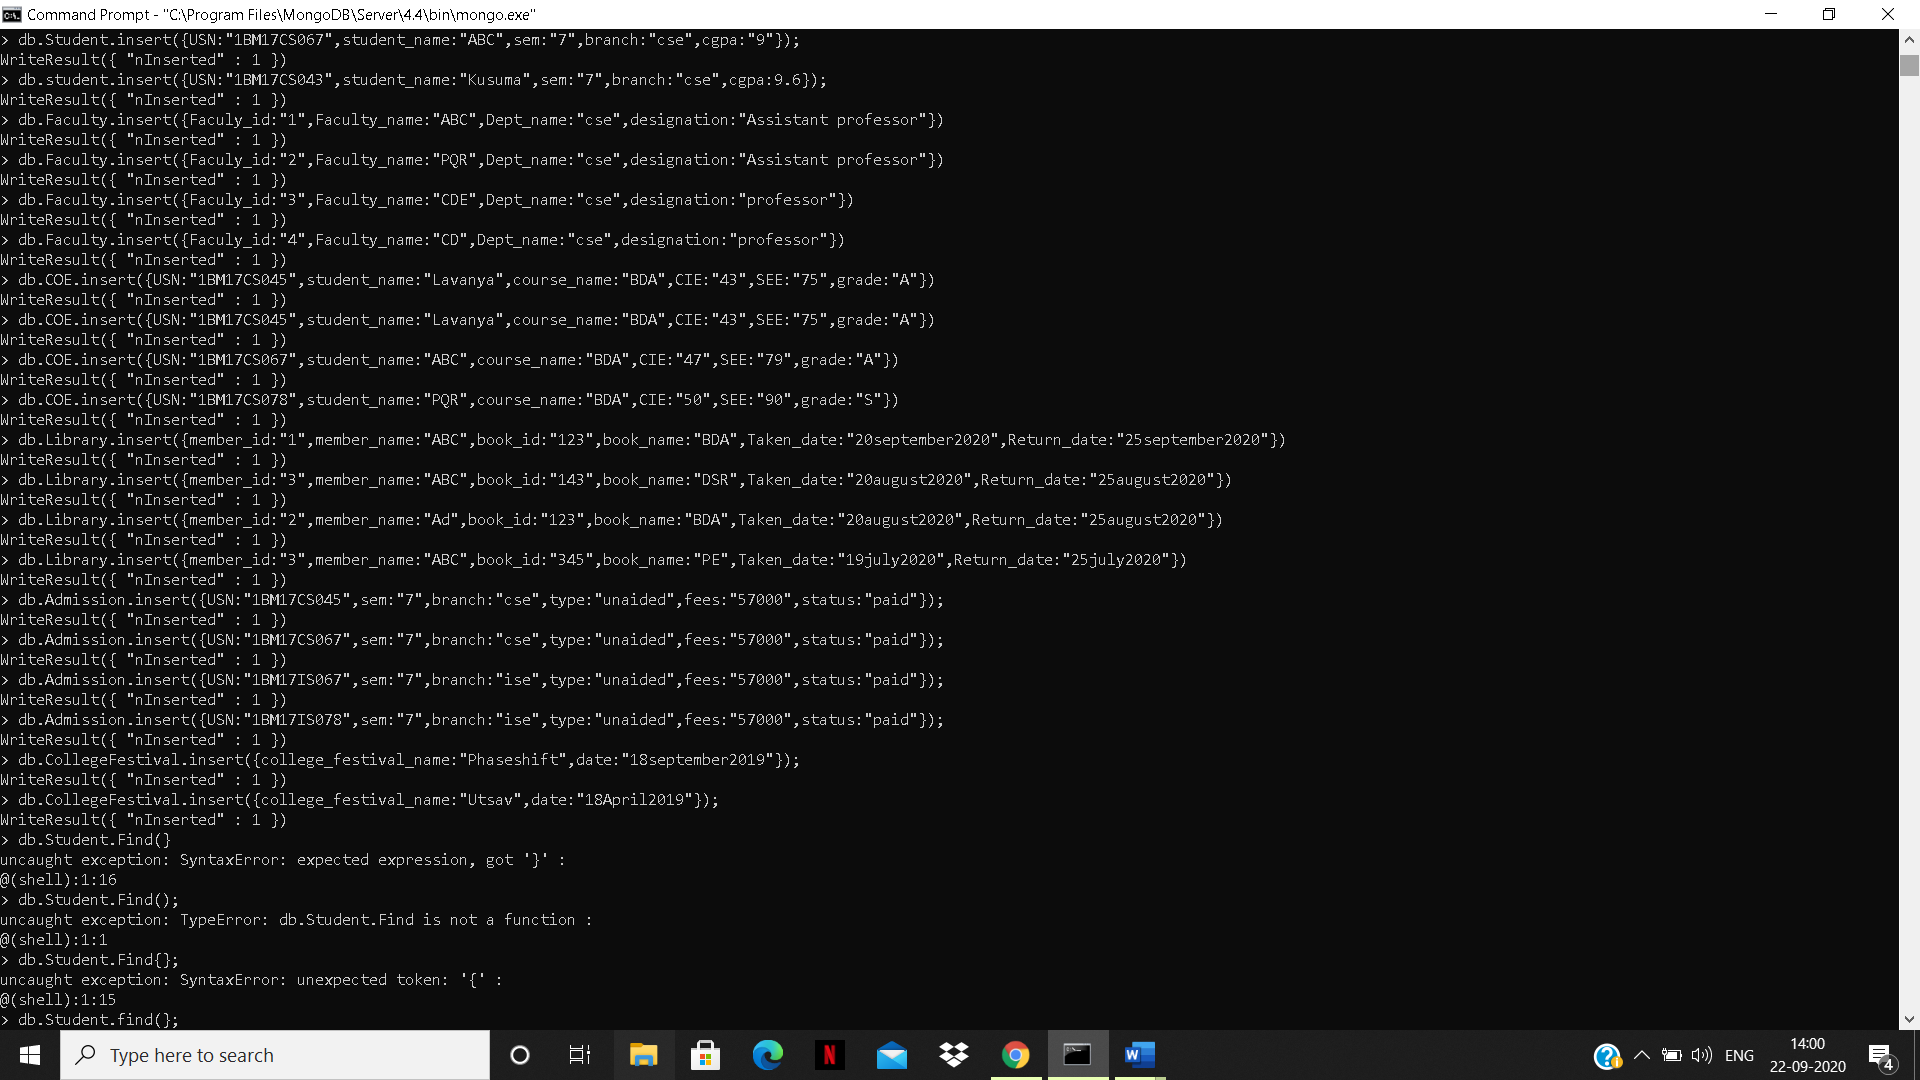 Command Prompt - "C:\Program Files\MongoDB\Server\4.4\bin\mongo.exe"
> db.Student.insert({USN:"1BM17CS067",student_name:"ABC",sem:"7",branch:"cse",cgpa:"9"});
WriteResult({ "nInserted" : 1 })
> db.student.insert({USN:"1BM17CS043",student_name:"Kusuma",sem:"7",branch:"cse",cgpa:9.6});
WriteResult({ "nInserted" : 1 })
> db.Faculty.insert({Faculy_id:"1",Faculty_name:"ABC",Dept_name:"cse",designation:"Assistant professor"})
WriteResult({ "nInserted" : 1 })
> db.Faculty.insert({Faculy_id:"2",Faculty_name:"PQR",Dept_name:"cse",designation:"Assistant professor"})
WriteResult({ "nInserted" : 1 })
> db.Faculty.insert({Faculy_id:"3",Faculty_name:"CDE",Dept_name:"cse",designation:"professor"})
WriteResult({ "nInserted" : 1 })
> db.Faculty.insert({Faculy_id:"4",Faculty_name:"CD",Dept_name:"cse",designation:"professor"})
WriteResult({ "nInserted" : 1 })
> db.COE.insert({USN:"1BM17CS045",student_name:"Lavanya",course_name:"BDA",CIE:"43",SEE:"75",grade:"A"})
WriteResult({ "nInserted" : 1 })
> db.COE.insert({USN:"1BM17CS045",student_name:"Lavanya",course_name:"BDA",CIE:"43",SEE:"75",grade:"A"})
WriteResult({ "nInserted" : 1 })
> db.COE.insert({USN:"1BM17CS067",student_name:"ABC",course_name:"BDA",CIE:"47",SEE:"79",grade:"A"})
WriteResult({ "nInserted" : 1 })
> db.COE.insert({USN:"1BM17CS078",student_name:"PQR",course_name:"BDA",CIE:"50",SEE:"90",grade:"S"})
WriteResult({ "nInserted" : 1 })
> db.Library.insert({member_id:"1",member_name:"ABC",book_id:"123",book_name:"BDA",Taken_date:"20september2020",Return_date:"25september2020"})
WriteResult({ "nInserted" : 1 })
> db.Library.insert({member_id:"3",member_name:"ABC",book_id:"143",book_name:"DSR",Taken_date:"20august2020",Return_date:"25august2020"})
WriteResult({ "nInserted" : 1 })
> db.Library.insert({member_id:"2",member_name:"Ad",book_id:"123",book_name:"BDA",Taken_date:"20august2020",Return_date:"25august2020"})
WriteResult({ "nInserted" : 1 })
> db.Library.insert({member_id:"3",member_name:"ABC",book_id:"345",book_name:"PE",Taken_date:"19july2020",Return_date:"25july2020"})
WriteResult({ "nInserted" : 1 })
> db.Admission.insert({USN:"1BM17CS045",sem:"7",branch:"cse",type:"unaided",fees:"57000",status:"paid"});
WriteResult({ "nInserted" : 1 })
> db.Admission.insert({USN:"1BM17CS067",sem:"7",branch:"cse",type:"unaided",fees:"57000",status:"paid"});
WriteResult({ "nInserted" : 1 })
> db.Admission.insert({USN:"1BM17IS067",sem:"7",branch:"ise",type:"unaided",fees:"57000",status:"paid"});
WriteResult({ "nInserted" : 1 })
> db.Admission.insert({USN:"1BM17IS078",sem:"7",branch:"ise",type:"unaided",fees:"57000",status:"paid"});
WriteResult({ "nInserted" : 1 })
> db.CollegeFestival.insert({college_festival_name:"Phaseshift",date:"18september2019"});
WriteResult({ "nInserted" : 1 })
> db.CollegeFestival.insert({college_festival_name:"Utsav",date:"18April2019"});
WriteResult({ "nInserted" : 1 })
> db.Student.Find(}
uncaught exception: SyntaxError: expected expression, got '}' :
@(shell):1:16
> db.Student.Find();
uncaught exception: TypeError: db.Student.Find is not a function :
@(shell):1:1
> db.Student.Find{};
uncaught exception: SyntaxError: unexpected token: '{' :
@(shell):1:15
> db.Student.find(};
Type here to search
ENG
14:00
22-09-2020
4